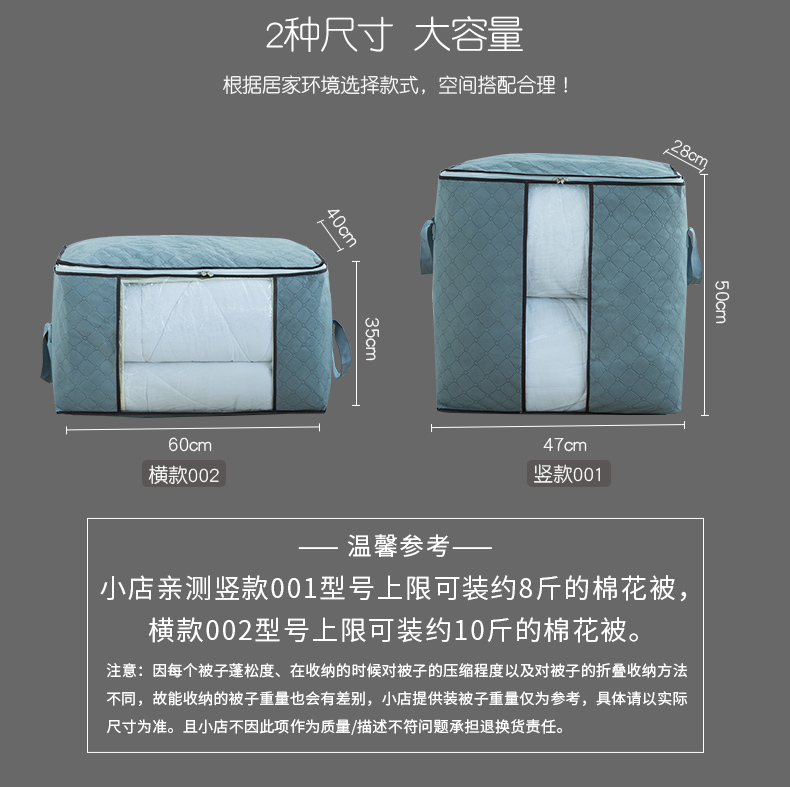 2种尺寸 大容量
根据居家环境选择款式，空间搭配合理！
28cm
40cm
50cm
35cm
60cm
47cm
横款002
竖款001
温馨参考
小店亲测竖款001型号上限可装约8斤的棉花被，
横款002型号上限可装约10斤的棉花被。
注意：因每个被子蓬松度、在收纳的时候对被子的压缩程度以及对被子的折叠收纳方法
不同，故能收纳的被子重量也会有差别，小店提供装被子重量仅为参考，具体请以实际
尺寸为准。且小店不因此项作为质量/描述不符问题承担退换货责任。